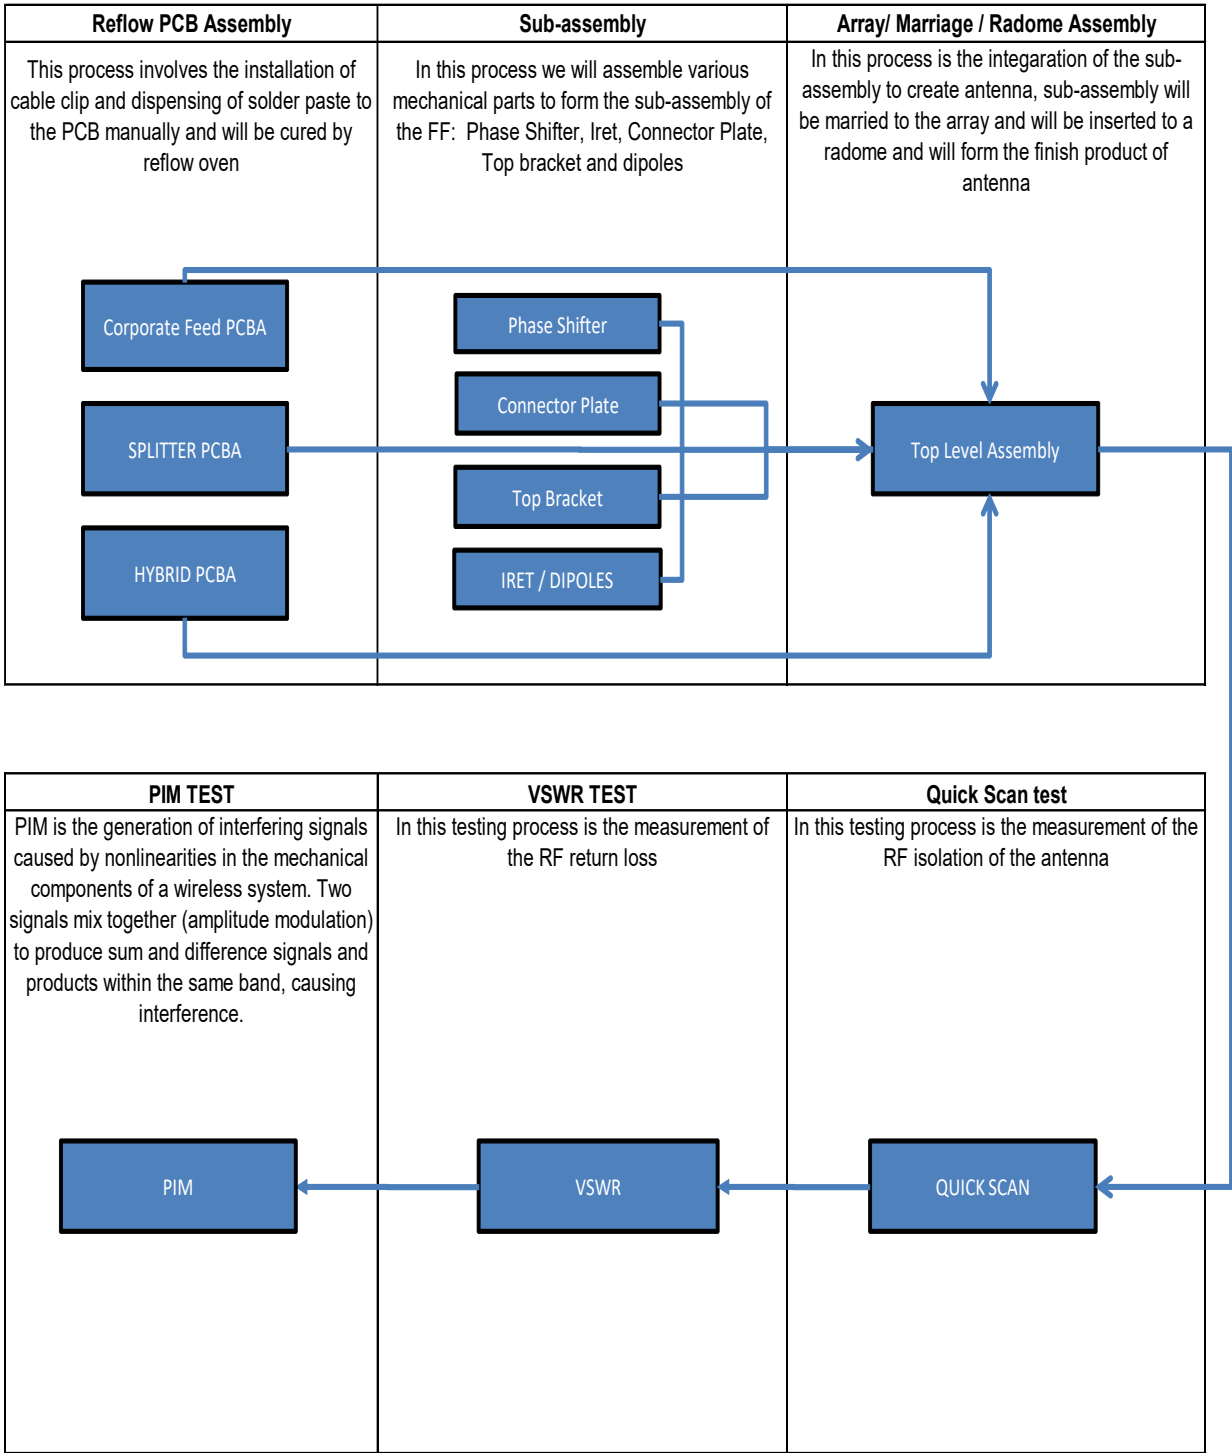 Reflow PCB Assembly
This process involves the installation of
cable clip and dispensing of solder paste to
the PCB manually and will be cured by
reflow oven
Sub-assembly
In this process we will assemble various
mechanical parts to form the sub-assembly of
the FF:  Phase Shifter, Iret, Connector Plate,
Top bracket and dipoles
Array/ Marriage / Radome Assembly
In this process is the integaration of the sub-
assembly to create antenna, sub-assembly will
be married to the array and will be inserted to a
radome and will form the finish product of
antenna
Corporate Feed PCBA
SPLITTER PCBA
HYBRID PCBA
Phase Shifter
Connector Plate
Top Bracket
IRET / DIPOLES
Top Level Assembly
PIM TEST
PIM is the generation of interfering signals
caused by nonlinearities in the mechanical
components of a wireless system. Two
signals mix together (amplitude modulation)
to produce sum and difference signals and
products within the same band, causing
interference.
VSWR TEST
In this testing process is the measurement of
the RF return loss
Quick Scan test
In this testing process is the measurement of the
RF isolation of the antenna
PIM
VSWR
QUICK SCAN